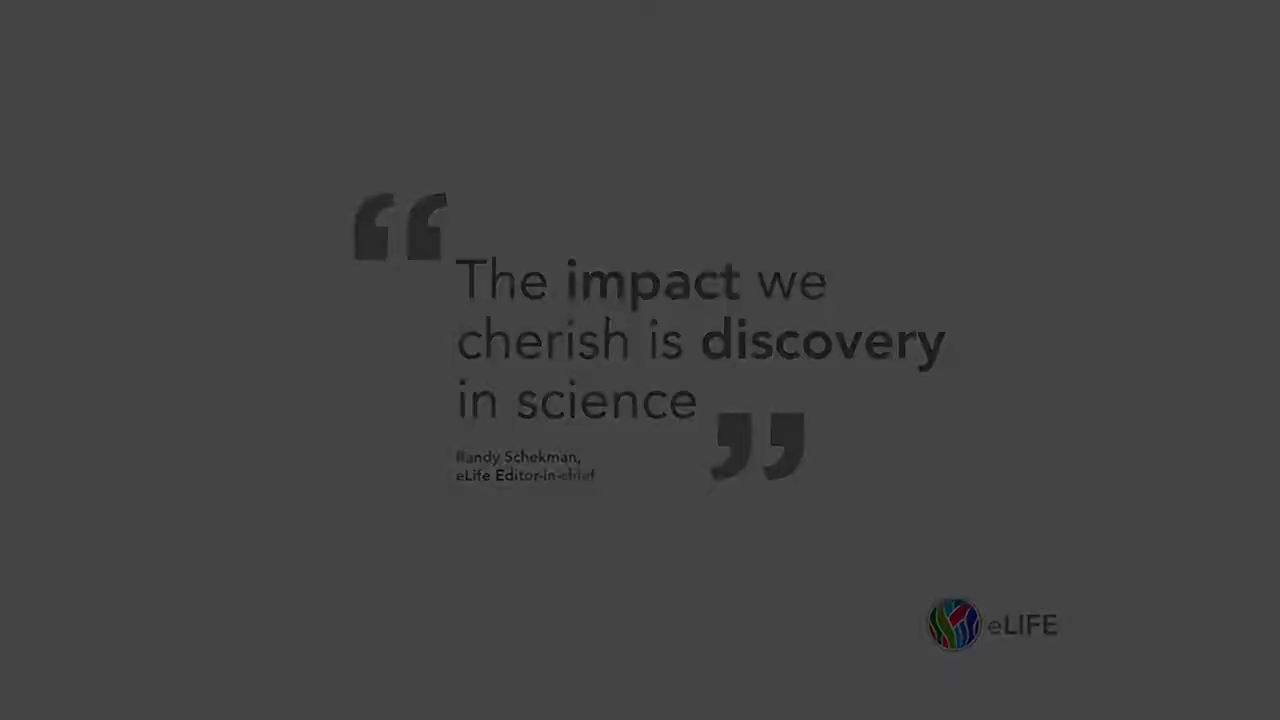 “
The impact we
cherish is discovery
in science
”
Randy Schekman,
eLife Editor-in-chief
eLIFE